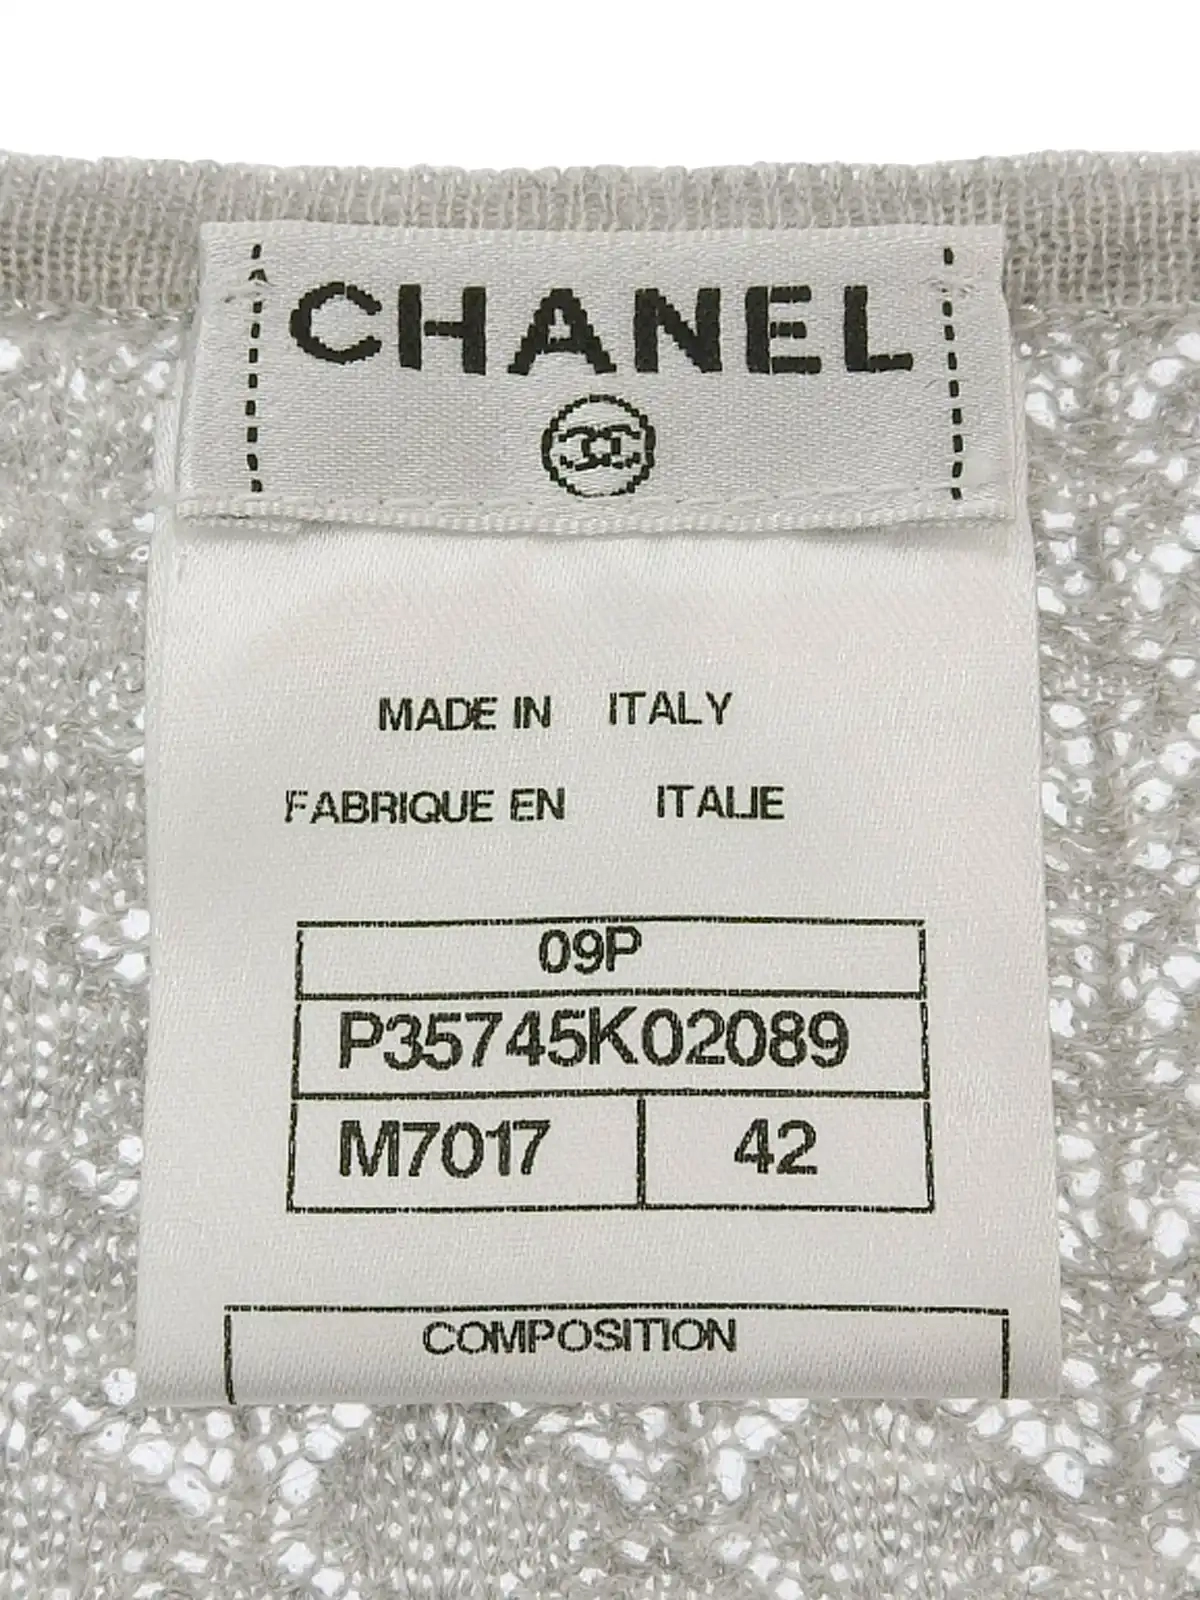 CHANEL
MADE IN ITALY
FABRIQUE EN ITALIE
09P
P35745K02089
M7017 42
COMPOSITION